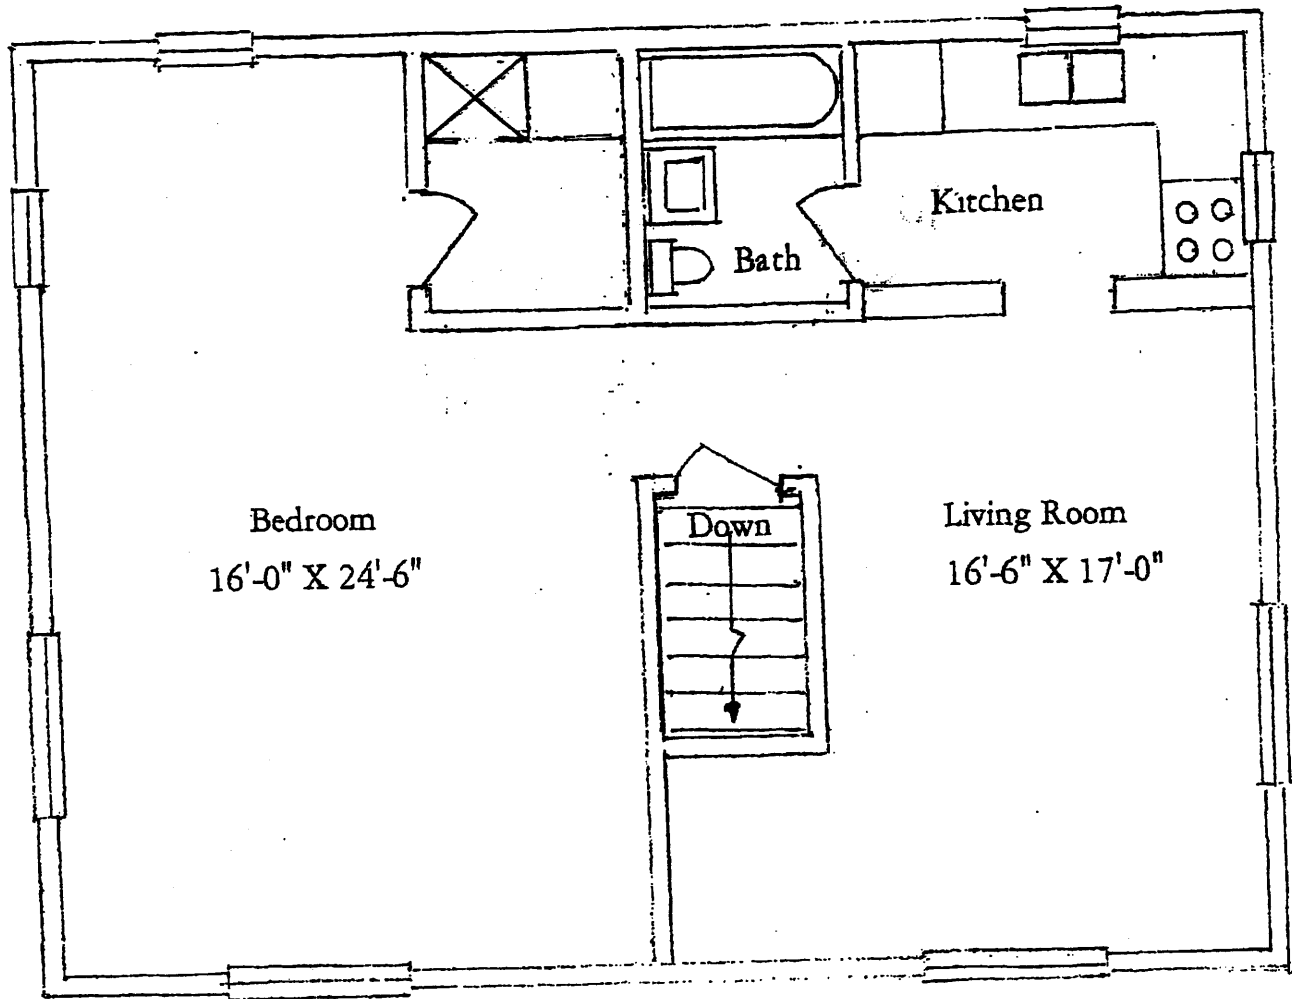 Kitchen
Bath
Bedroom
16'-0" X 24'-6"
Down
Living Room
16'-6" X 17'-0"